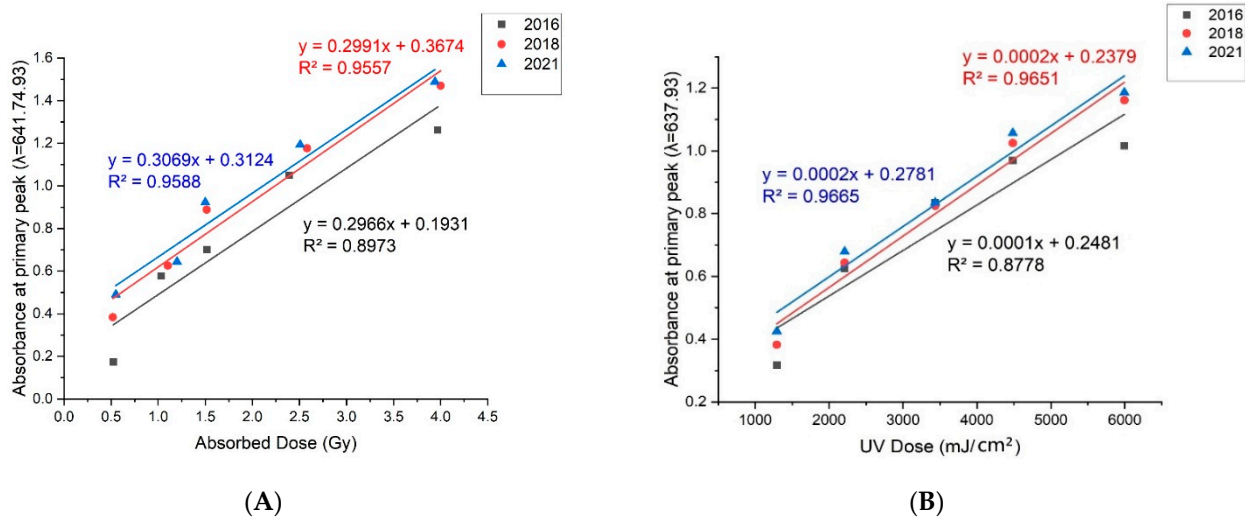 2016
2018
2021
y = 0.2991x + 0.3674
R² = 0.9557
y = 0.3069x + 0.3124
R² = 0.9588
y = 0.2966x + 0.1931
R² = 0.8973
Absorbance at primary peak (λ=641.74.93)
1.6
1.4
1.2
1.0
0.8
0.6
0.4
0.2
0.0
0.0 0.5 1.0 1.5 2.0 2.5 3.0 3.5 4.0 4.5
Absorbed Dose (Gy)
(A)
2016
2018
2021
y = 0.0002x + 0.2379
R² = 0.9651
y = 0.0002x + 0.2781
R² = 0.9665
y = 0.0001x + 0.2481
R² = 0.8778
Absorbance at primary peak (λ=637.93)
1.2
1.0
0.8
0.6
0.4
0.2
1000 2000 3000 4000 5000 6000
UV Dose (mJ/cm²)
(B)